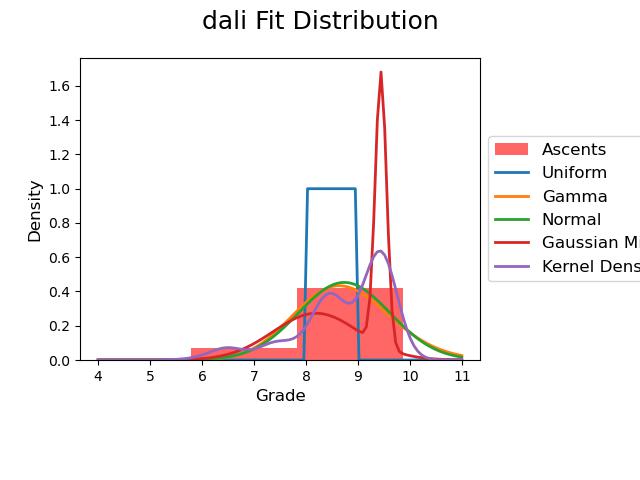 dali Fit Distribution
1.6
1.4
1.2
1.0
0.8
0.6
0.4
0.2
0.0
Density
4 5 6 7 8 9 10 11
Grade
Ascents
Uniform
Gamma
Normal
Gaussian Mi
Kernel Dens